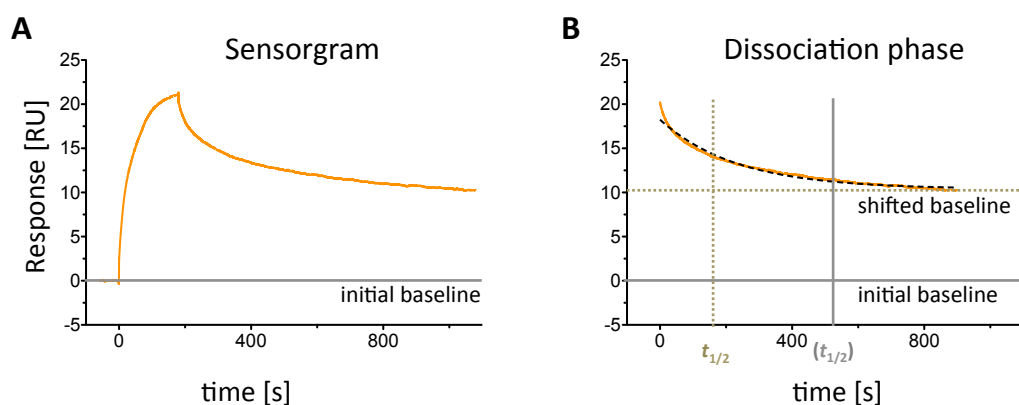 A
Sensorgram
25
20
15
10
5
0
-5
Response [RU]
initial baseline
0
400
800
time [s]
B
Dissociation phase
25
20
15
10
5
0
-5
shifted baseline
initial baseline
0
400
800
t1/2
(t1/2)
time [s]